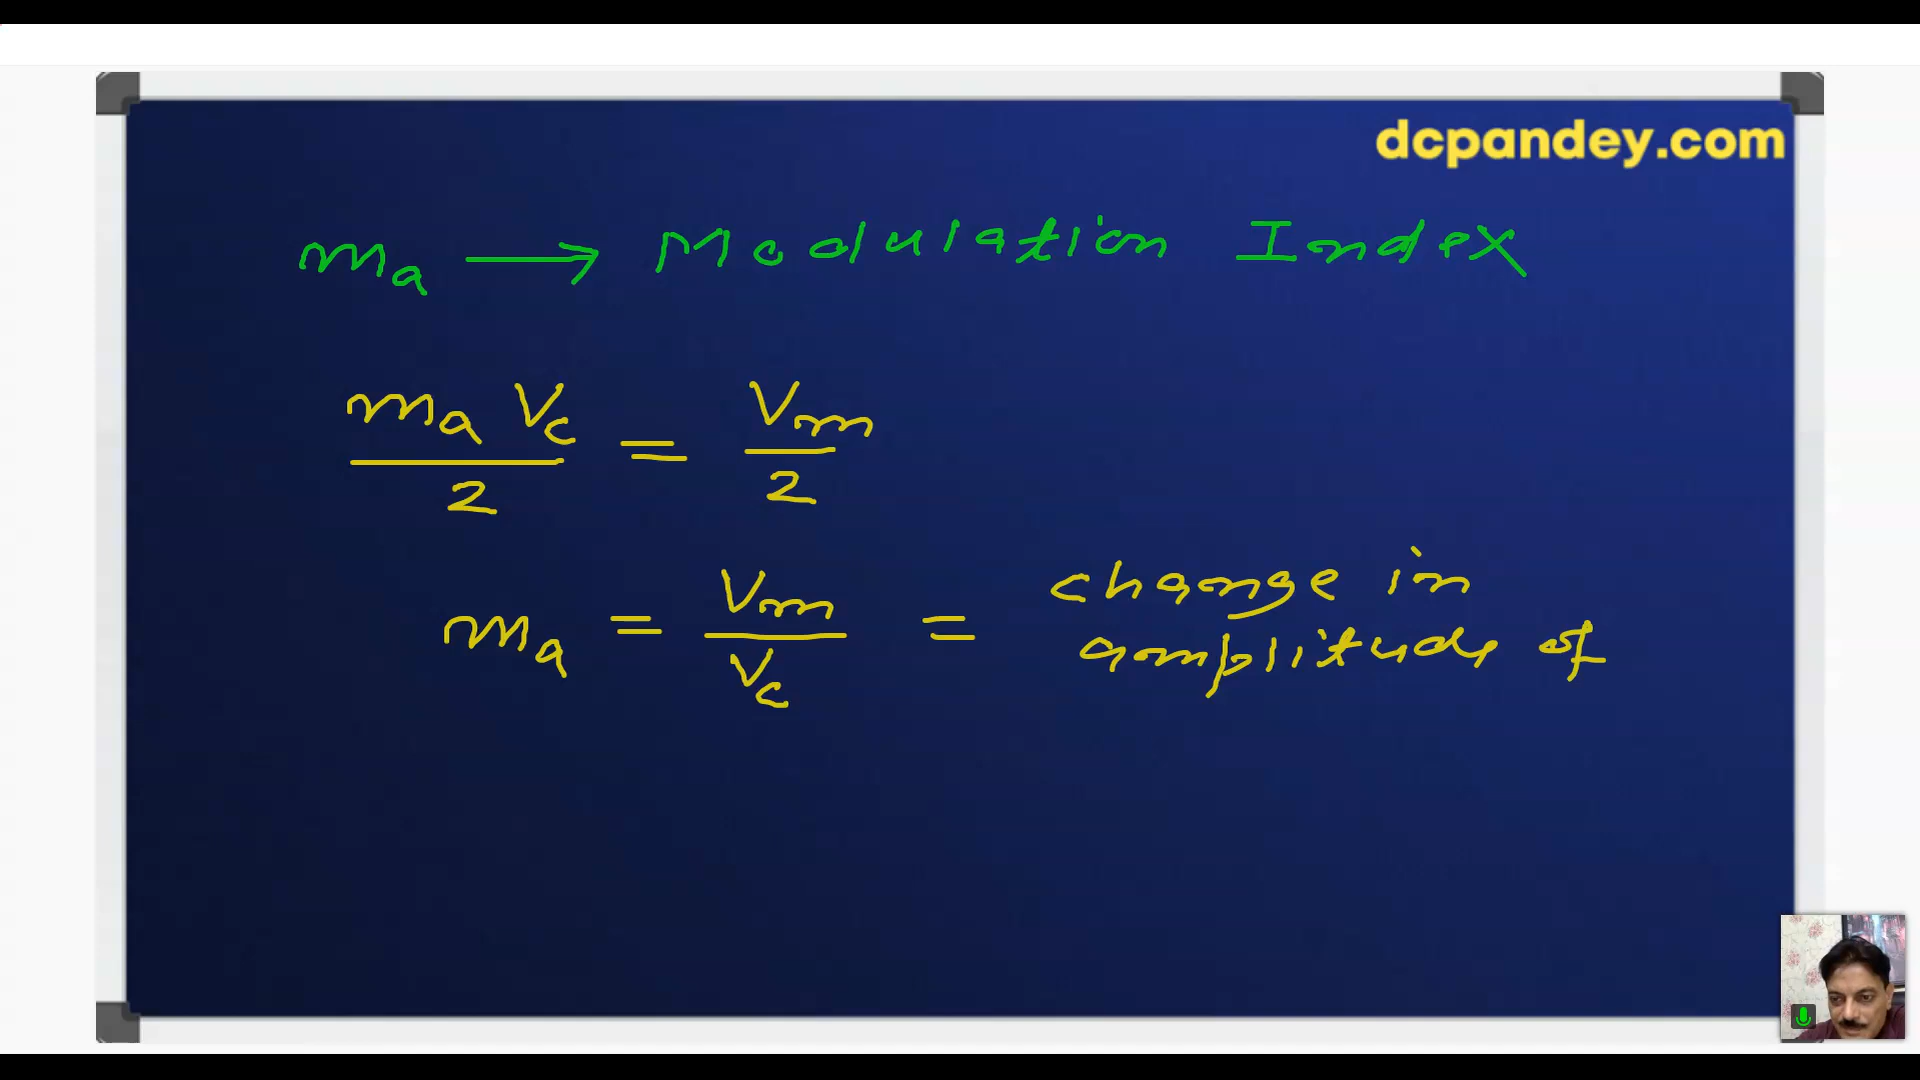 dcpandey.com
ma → Modulation Index
ma Vc / 2 = Vm / 2
ma = Vm / Vc = change in
amplitude of